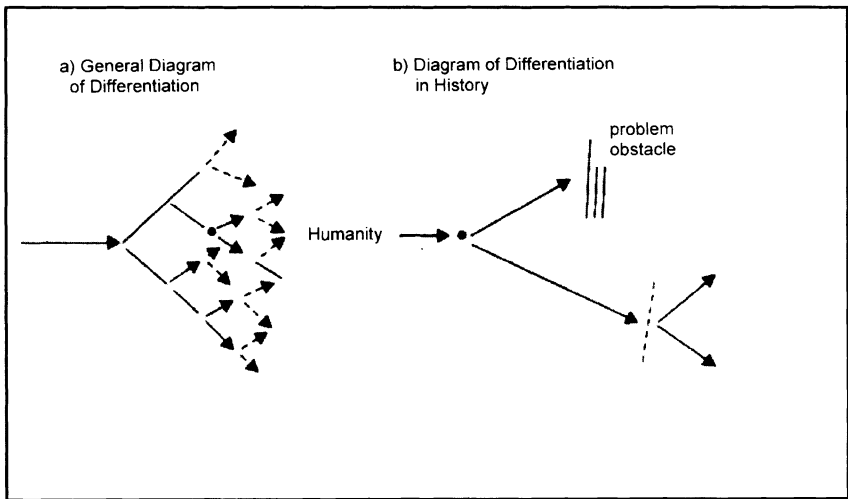 a) General Diagram
of Differentiation
b) Diagram of Differentiation
in History
problem
obstacle
Humanity